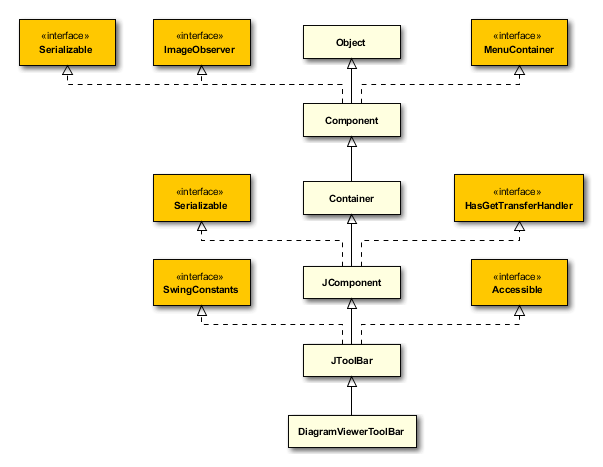 «interface»
Serializable
«interface»
ImageObserver
Object
«interface»
MenuContainer
Component
«interface»
Serializable
Container
«interface»
HasGetTransferHandler
«interface»
SwingConstants
JComponent
«interface»
Accessible
JToolBar
DiagramViewerToolBar